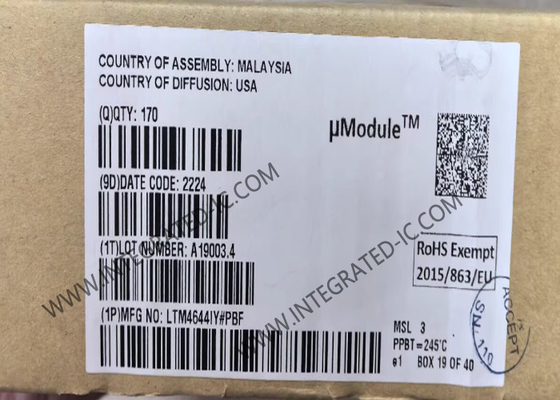 COUNTRY OF ASSEMBLY: MALAYSIA
COUNTRY OF DIFFUSION: USA
(Q)QTY: 170
µModule™
(9D)DATE CODE: 2224
(1T)LOT NUMBER: A19003.4
RoHS Exempt
2015/863/EU
(1P)MFG NO: LTM4644IY#PBF
MSL 3
PPBT=245°C
e1 BOX 19 OF 40
ACCEPT
S.N. 110
WWW.INTEGRATED-IC.COM
WWW.INTEGRATED-IC.COM